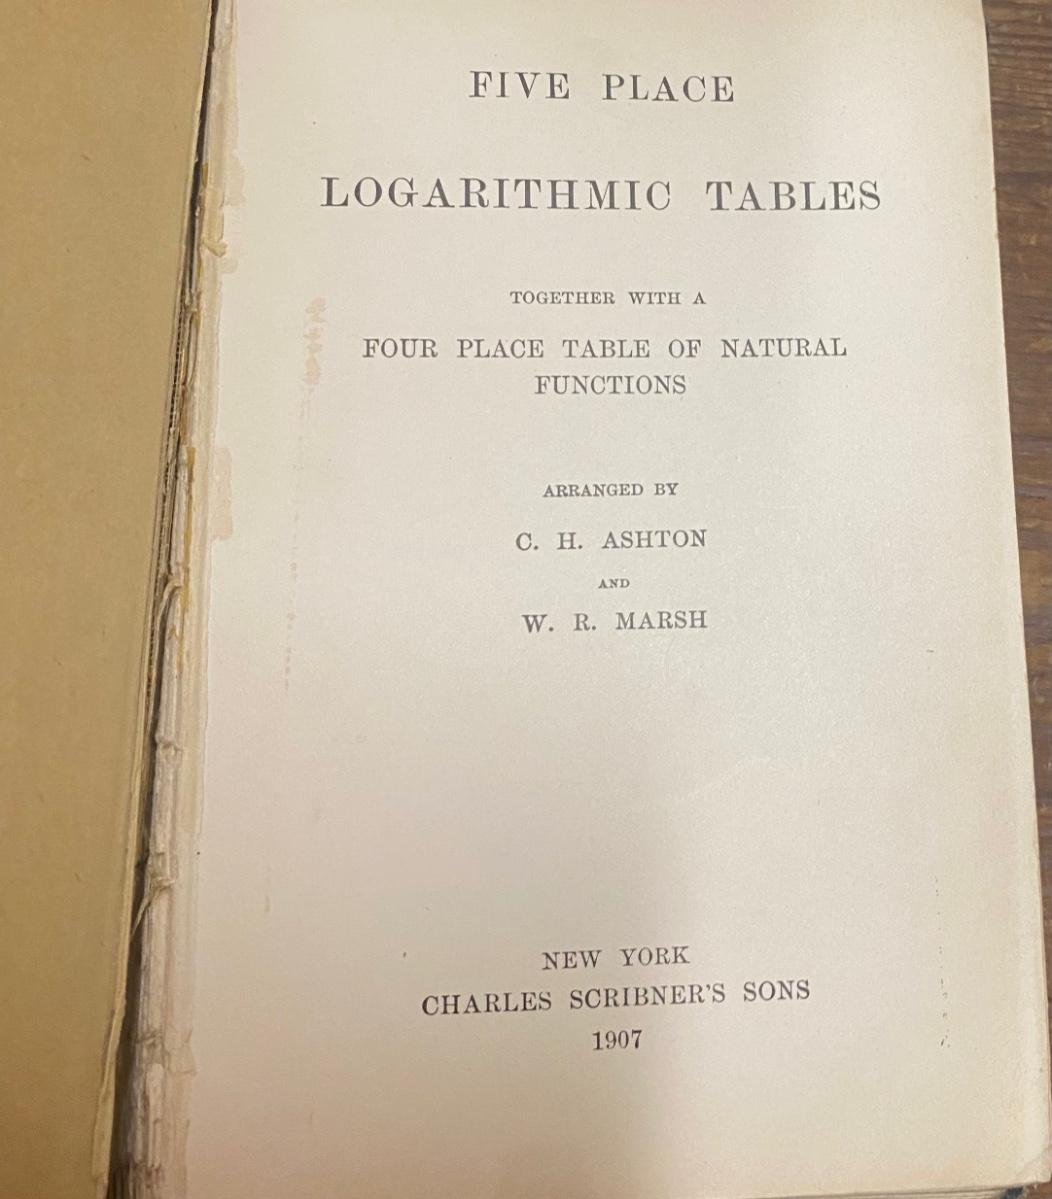 FIVE PLACE
LOGARITHMIC TABLES
TOGETHER WITH A
FOUR PLACE TABLE OF NATURAL
FUNCTIONS
ARRANGED BY
C. H. ASHTON
AND
W. R. MARSH
NEW YORK
CHARLES SCRIBNER'S SONS
1907